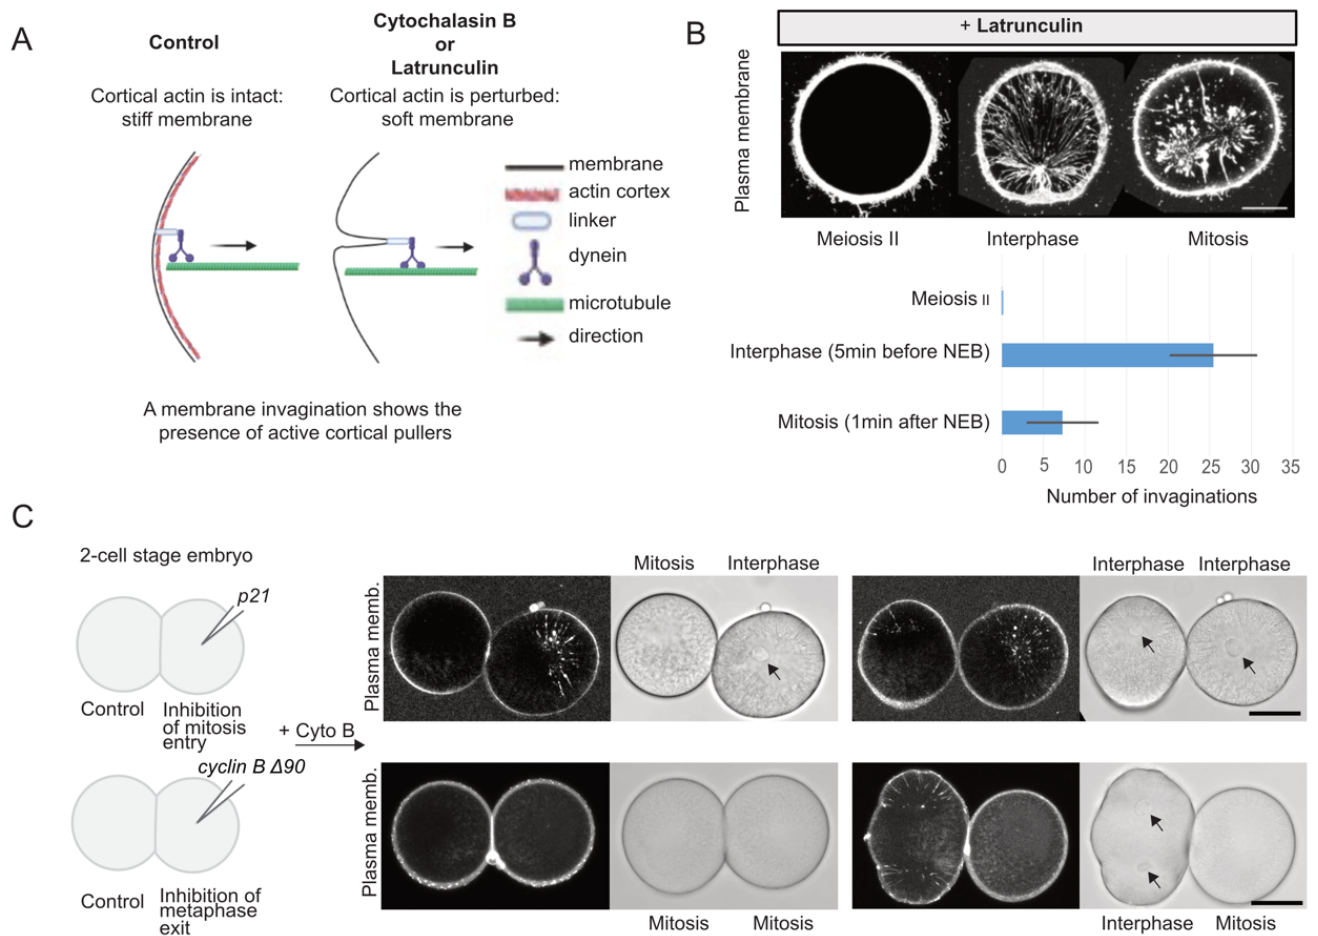 A
Control
Cortical actin is intact:
stiff membrane
Cytochalasin B
or
Latrunculin
Cortical actin is perturbed:
soft membrane
membrane
actin cortex
linker
dynein
microtubule
direction
A membrane invagination shows the
presence of active cortical pullers
B
+ Latrunculin
Plasma membrane
Meiosis II
Interphase
Mitosis
Meiosis II
Interphase (5min before NEB)
Mitosis (1min after NEB)
0 5 10 15 20 25 30 35
Number of invaginations
C
2-cell stage embryo
p21
Control
Inhibition
of mitosis
entry
+ Cyto B
cyclin B Δ90
Control
Inhibition of
metaphase
exit
Plasma memb.
Mitosis Interphase
Interphase Interphase
Plasma memb.
Mitosis Mitosis
Interphase Mitosis